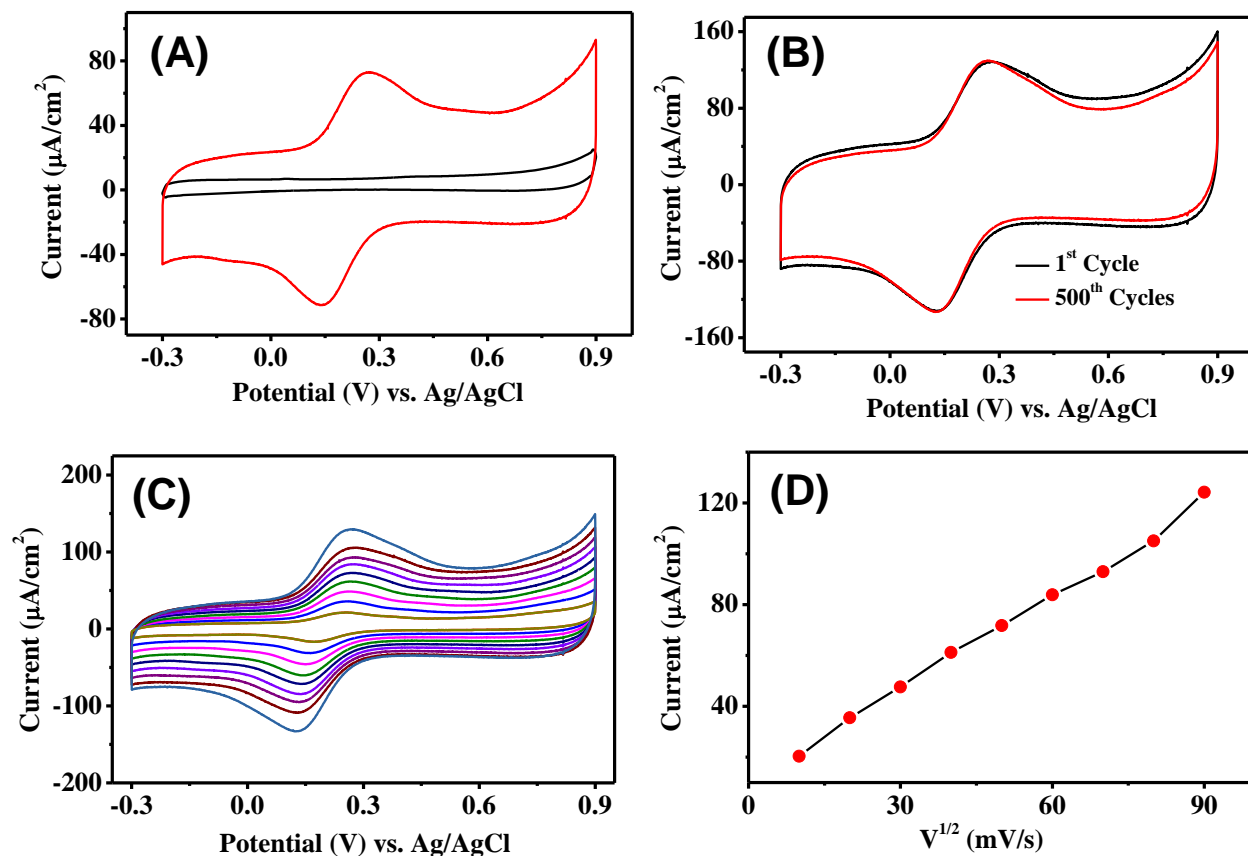 (A)
80
40
0
-40
-80
Current (µA/cm²)
-0.3 0.0 0.3 0.6 0.9
Potential (V) vs. Ag/AgCl
(B)
160
80
0
-80
-160
Current (µA/cm²)
1st Cycle
500th Cycles
-0.3 0.0 0.3 0.6 0.9
Potential (V) vs. Ag/AgCl
(C)
200
100
0
-100
-200
Current (µA/cm²)
-0.3 0.0 0.3 0.6 0.9
Potential (V) vs. Ag/AgCl
(D)
120
80
40
Current (µA/cm²)
0 30 60 90
V1/2 (mV/s)